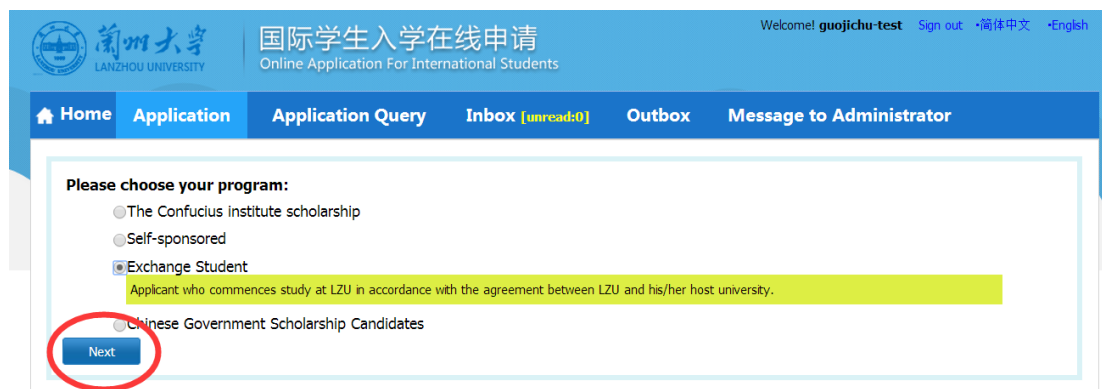 兰州大学
LANZHOU UNIVERSITY
国际学生入学在线申请
Online Application For International Students
Welcome! guojichu-test Sign out •简体中文 •English
Home Application Application Query Inbox [unread:0] Outbox Message to Administrator
Please choose your program:
The Confucius institute scholarship
Self-sponsored
Exchange Student
Applicant who commences study at LZU in accordance with the agreement between LZU and his/her host university.
Chinese Government Scholarship Candidates
Next